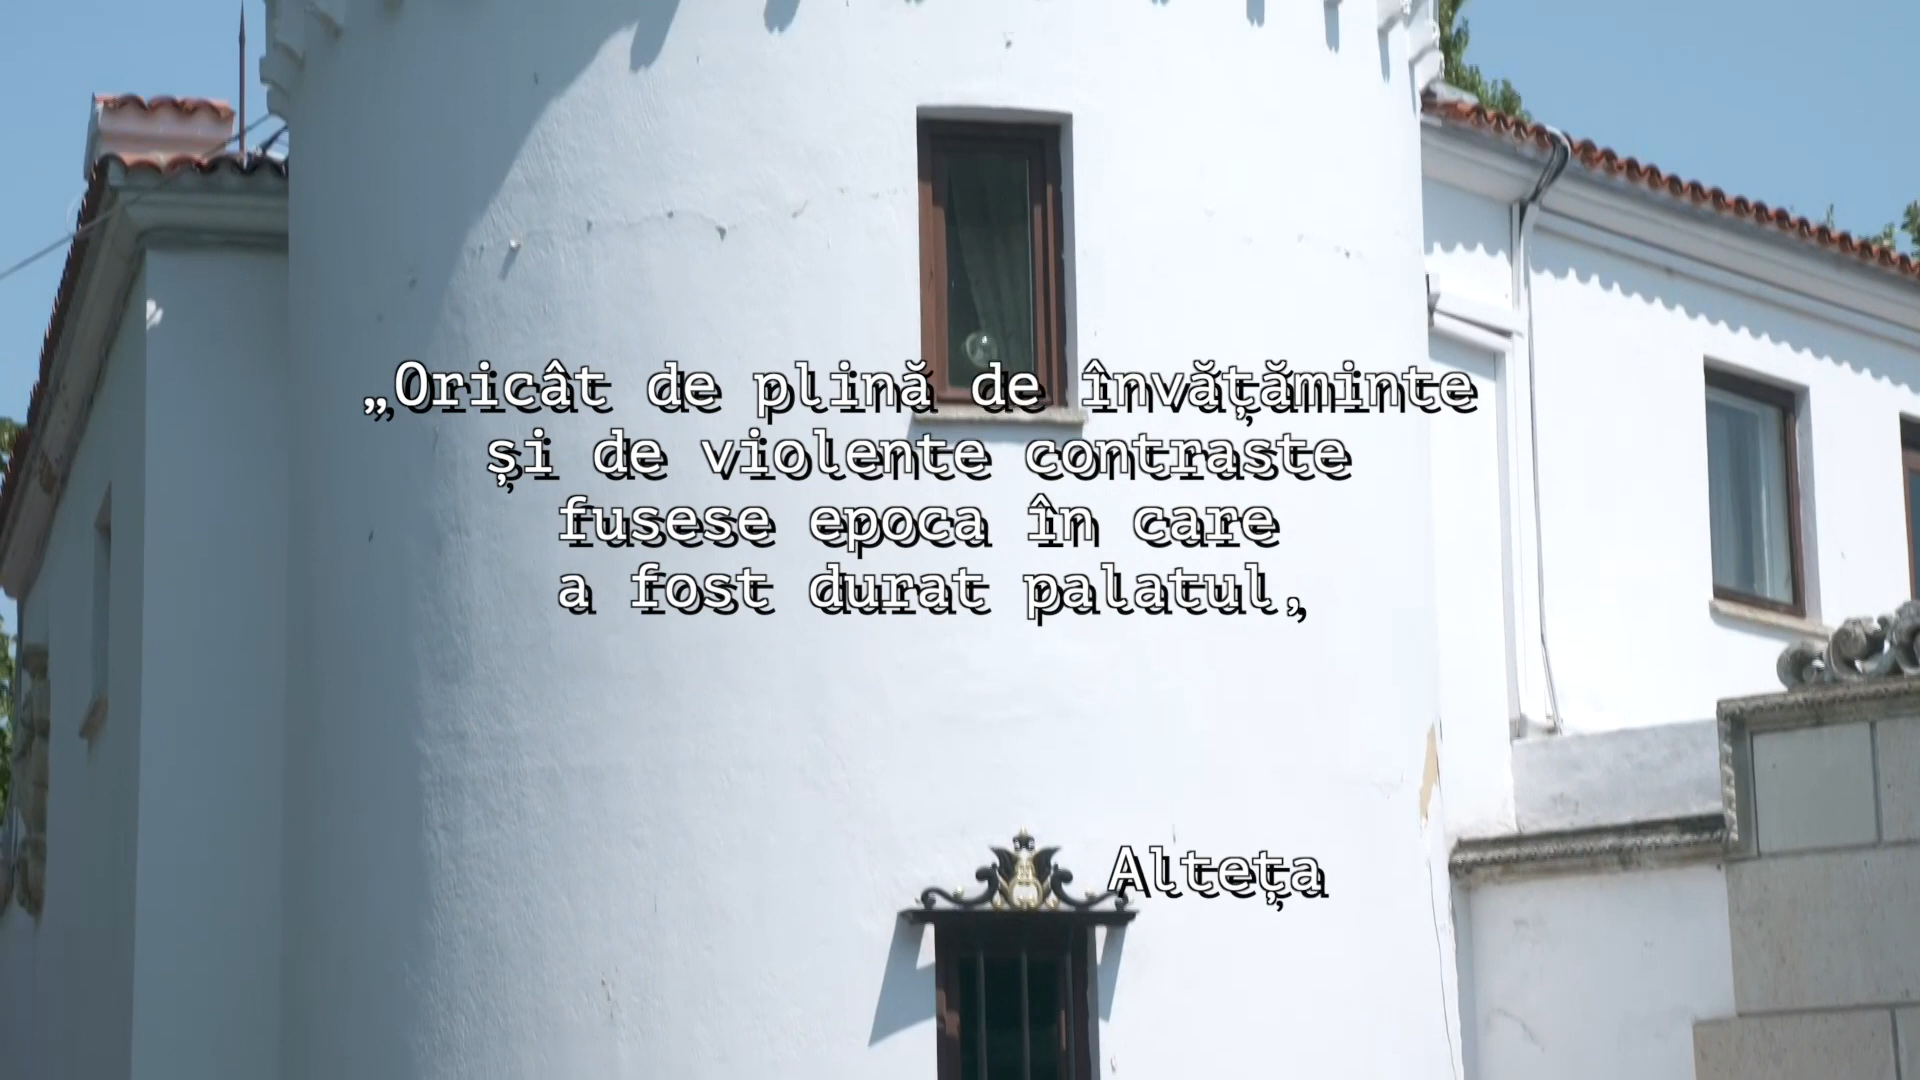 „Oricât de plină de învățăminte
și de violente contraste
fusese epoca în care
a fost durat palatul,
Alteța